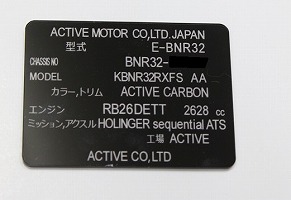 ACTIVE MOTOR CO,LTD.JAPAN
型式 E-BNR32
CHASSIS NO BNR32-
MODEL KBNR32RXFS AA
カラー,トリム ACTIVE CARBON
エンジン RB26DETT 2628 cc
ミッション,アクスル HOLINGER sequential ATS
工場 ACTIVE
ACTIVE CO,LTD